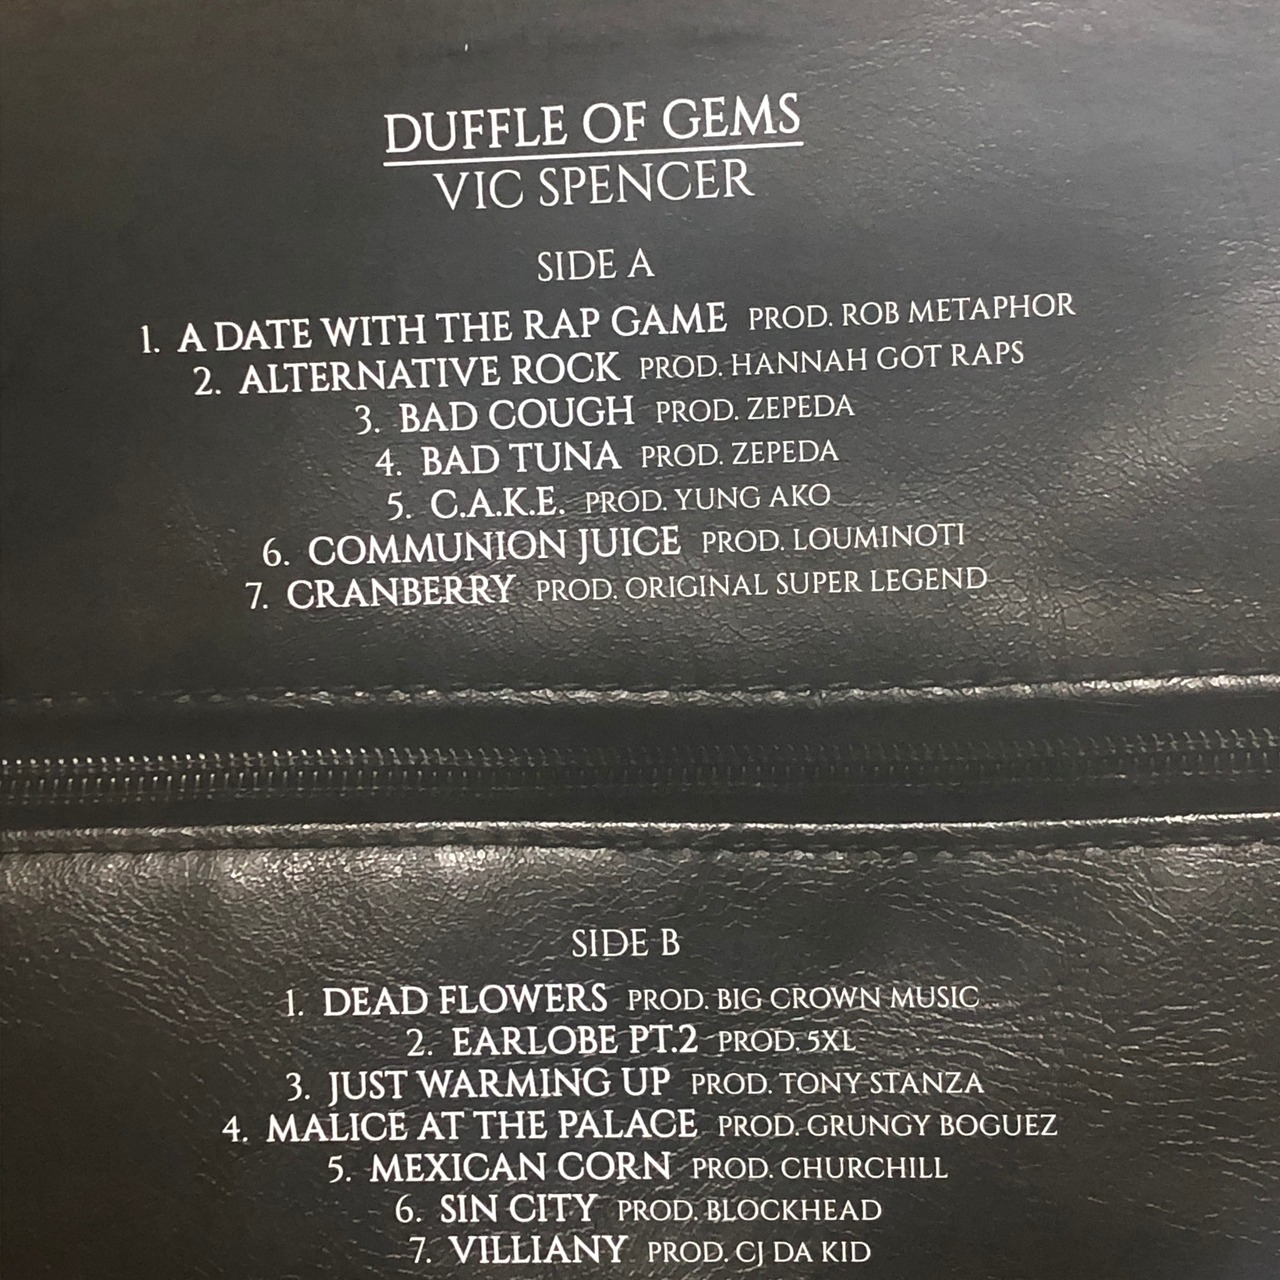 DUFFLE OF GEMS
VIC SPENCER
SIDE A
1. A DATE WITH THE RAP GAME PROD. ROB METAPHOR
2. ALTERNATIVE ROCK PROD. HANNAH GOT RAPS
3. BAD COUGH PROD. ZEPEDA
4. BAD TUNA PROD. ZEPEDA
5. C.A.K.E. PROD. YUNG AKO
6. COMMUNION JUICE PROD. LOUMINOTI
7. CRANBERRY PROD. ORIGINAL SUPER LEGEND
SIDE B
1. DEAD FLOWERS PROD. BIG CROWN MUSIC
2. EARLOBE PT.2 PROD. 5XL
3. JUST WARMING UP PROD. TONY STANZA
4. MALICE AT THE PALACE PROD. GRUNGY BOGUEZ
5. MEXICAN CORN PROD. CHURCHILL
6. SIN CITY PROD. BLOCKHEAD
7. VILLIANY PROD. CJ DA KID